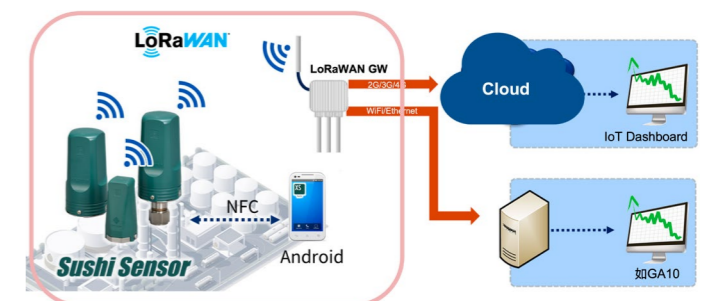 LoRaWAN
LoRaWAN GW
2G/3G/4G
WiFi/Ethernet
Cloud
IoT Dashboard
NFC
Android
Sushi Sensor
如GA10
XS